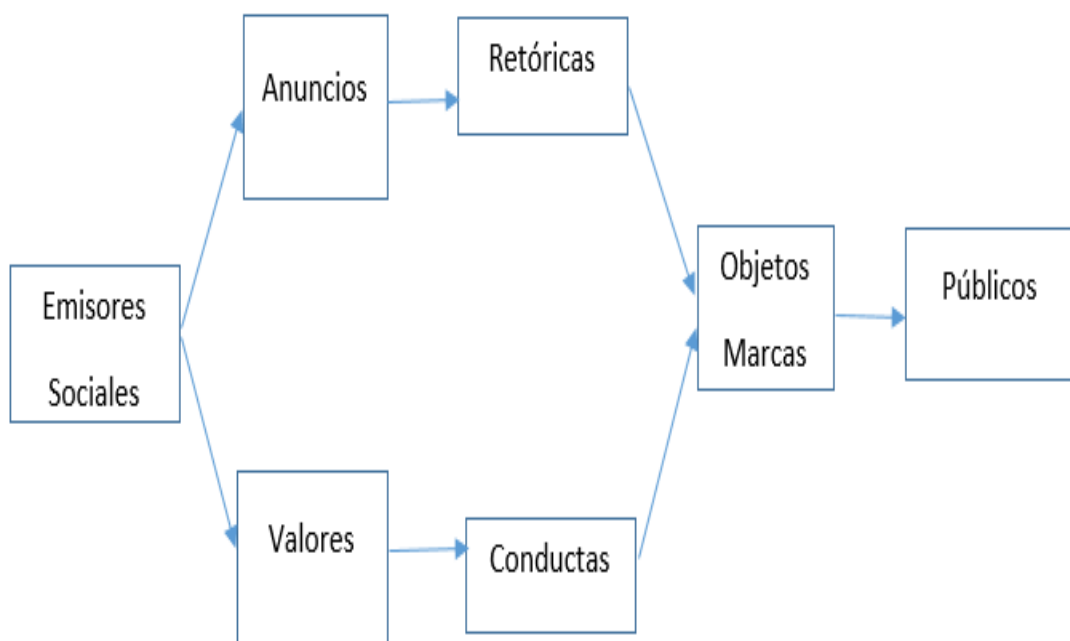 Anuncios
Retóricas
Emisores
Sociales
Objetos
Marcas
Públicos
Valores
Conductas